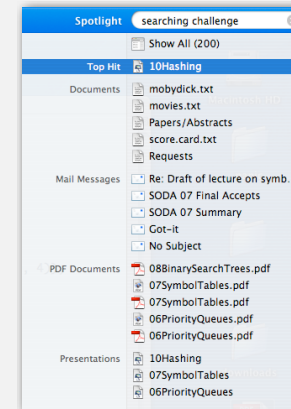 Spotlight searching challenge
Show All (200)
Top Hit 10Hashing
Documents mobydick.txt
movies.txt
Papers/Abstracts
score.card.txt
Requests
Mail Messages Re: Draft of lecture on symb.
SODA 07 Final Accepts
SODA 07 Summary
Got-it
No Subject
PDF Documents 08BinarySearchTrees.pdf
07SymbolTables.pdf
07SymbolTables.pdf
06PriorityQueues.pdf
06PriorityQueues.pdf
Presentations 10Hashing
07SymbolTables
06PriorityQueues